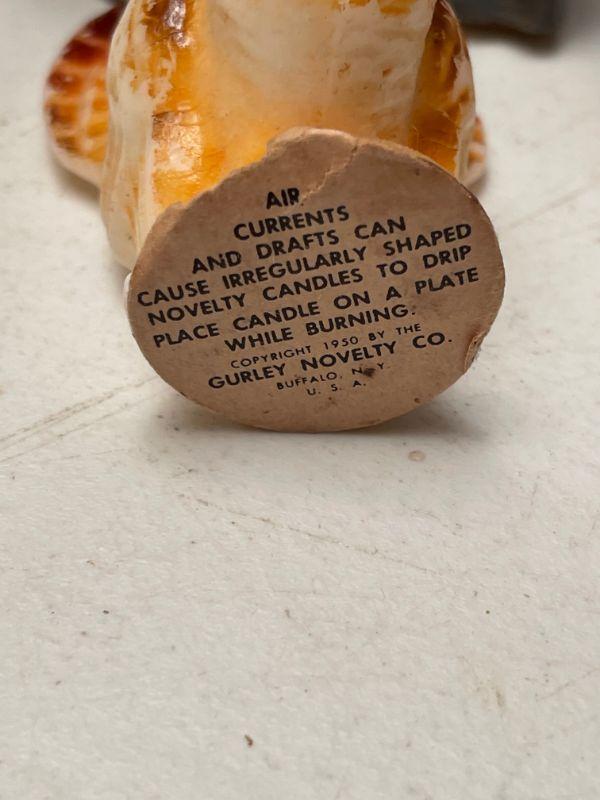 AIR
CURRENTS
AND DRAFTS CAN
CAUSE IRREGULARLY SHAPED
NOVELTY CANDLES TO DRIP
PLACE CANDLE ON A PLATE
WHILE BURNING.
COPYRIGHT 1950 BY THE
GURLEY NOVELTY CO.
BUFFALO, N. Y.
U. S. A.